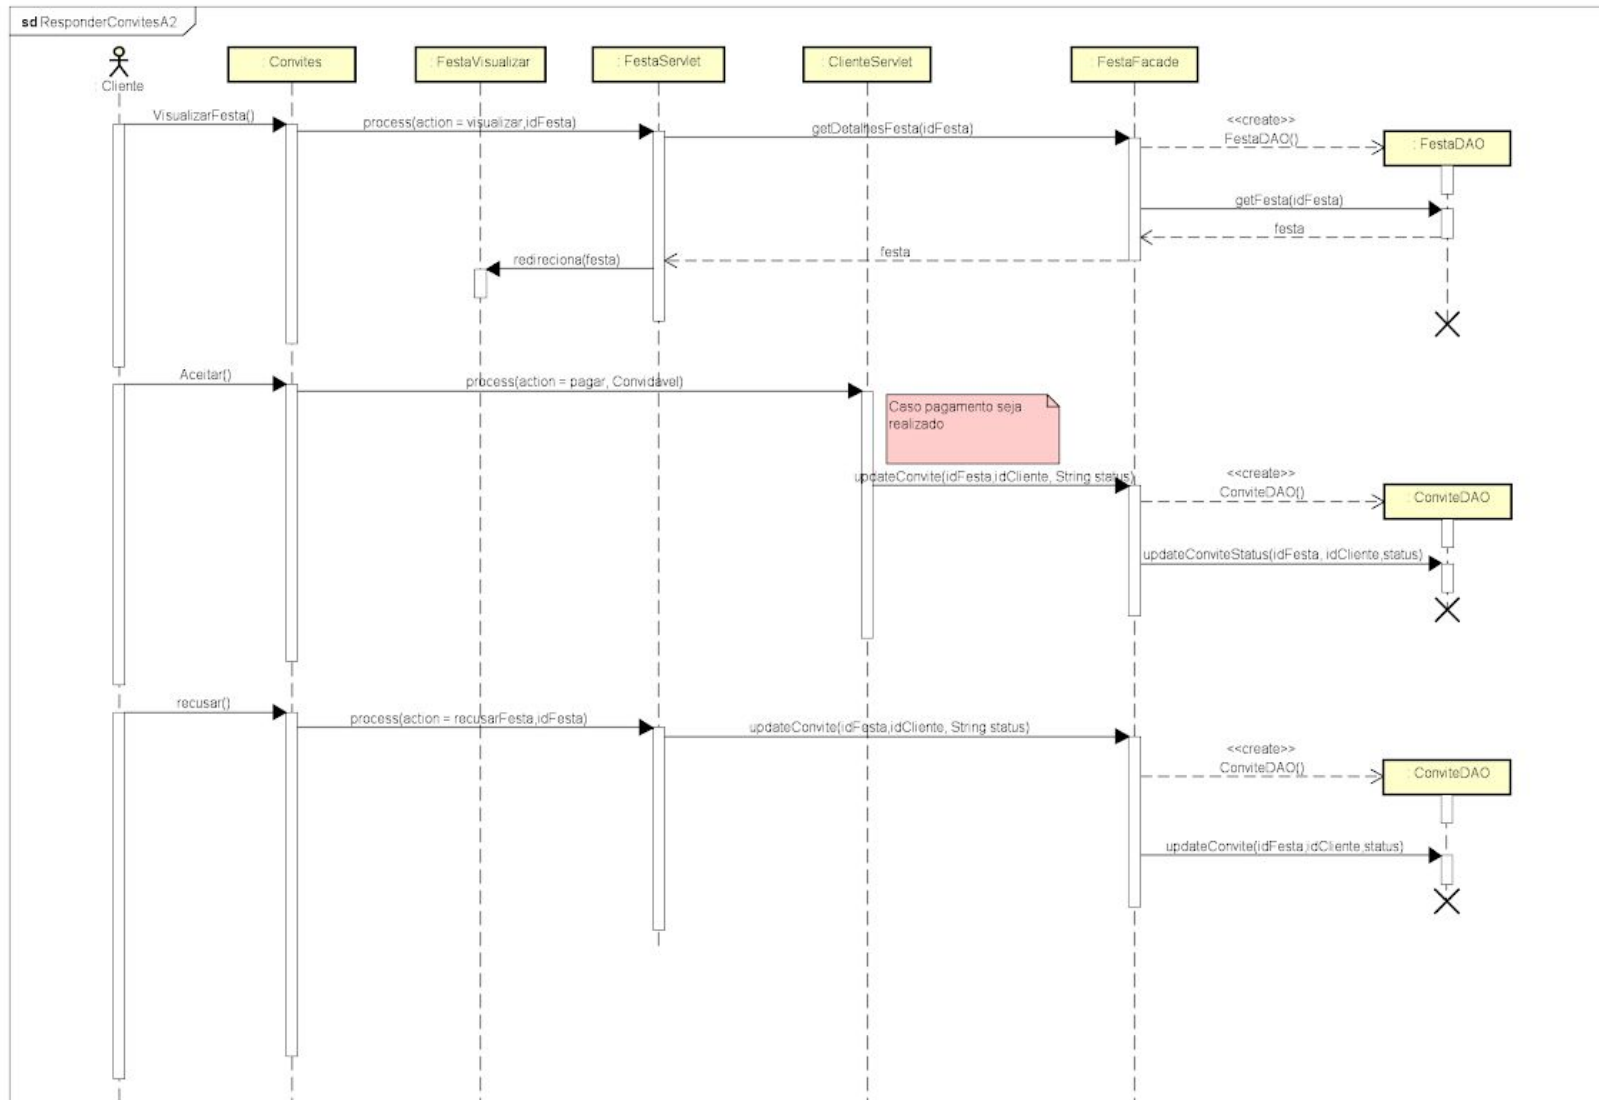 sd ResponderConvitesA2
: Cliente
: Convites
: FestaVisualizar
: FestaServlet
: ClienteServlet
: FestaFacade
VisualizarFesta()
process(action = visualizar,idFesta)
getDetalhesFesta(idFesta)
<<create>>
FestaDAO()
: FestaDAO
getFesta(idFesta)
festa
festa
redireciona(festa)
Aceitar()
process(action = pagar, Convidável)
Caso pagamento seja
realizado
updateConvite(idFesta,idCliente, String status)
<<create>>
ConviteDAO()
: ConviteDAO
updateConviteStatus(idFesta, idCliente,status)
recusar()
process(action = recusarFesta,idFesta)
updateConvite(idFesta,idCliente, String status)
<<create>>
ConviteDAO()
: ConviteDAO
updateConvite(idFesta,idCliente,status)